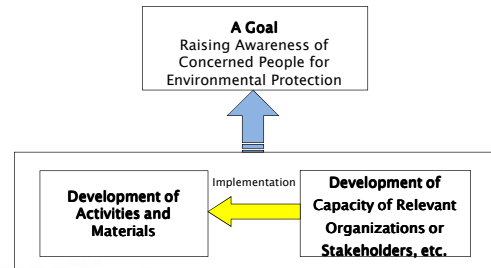 A Goal
Raising Awareness of
Concerned People for
Environmental Protection
Development of
Activities and
Materials
Implementation
Development of
Capacity of Relevant
Organizations or
Stakeholders, etc.